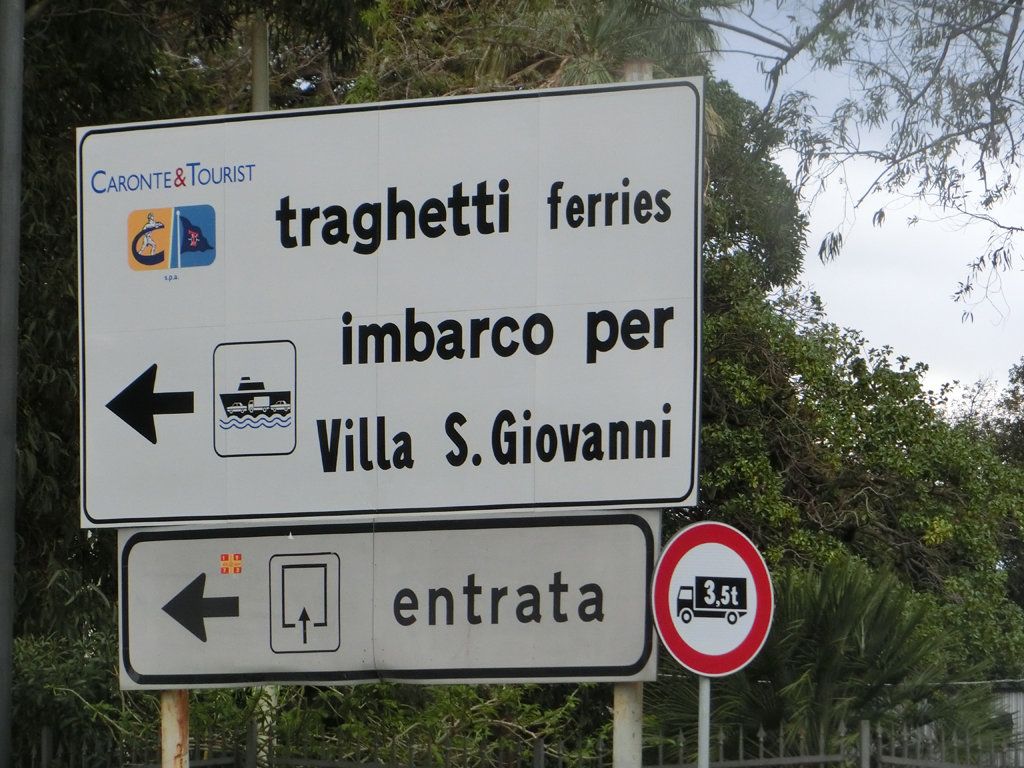 CARONTE&TOURIST
s.p.a.
traghetti ferries
imbarco per
Villa S. Giovanni
entrata
3,5t